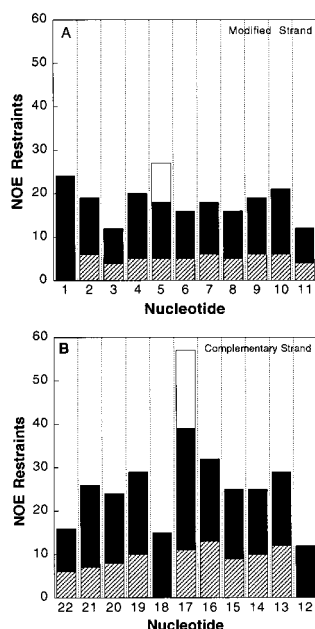 A
Modified Strand
60
50
40
30
20
10
0
NOE Restraints
1 2 3 4 5 6 7 8 9 10 11
Nucleotide
B
Complementary Strand
60
50
40
30
20
10
0
NOE Restraints
22 21 20 19 18 17 16 15 14 13 12
Nucleotide